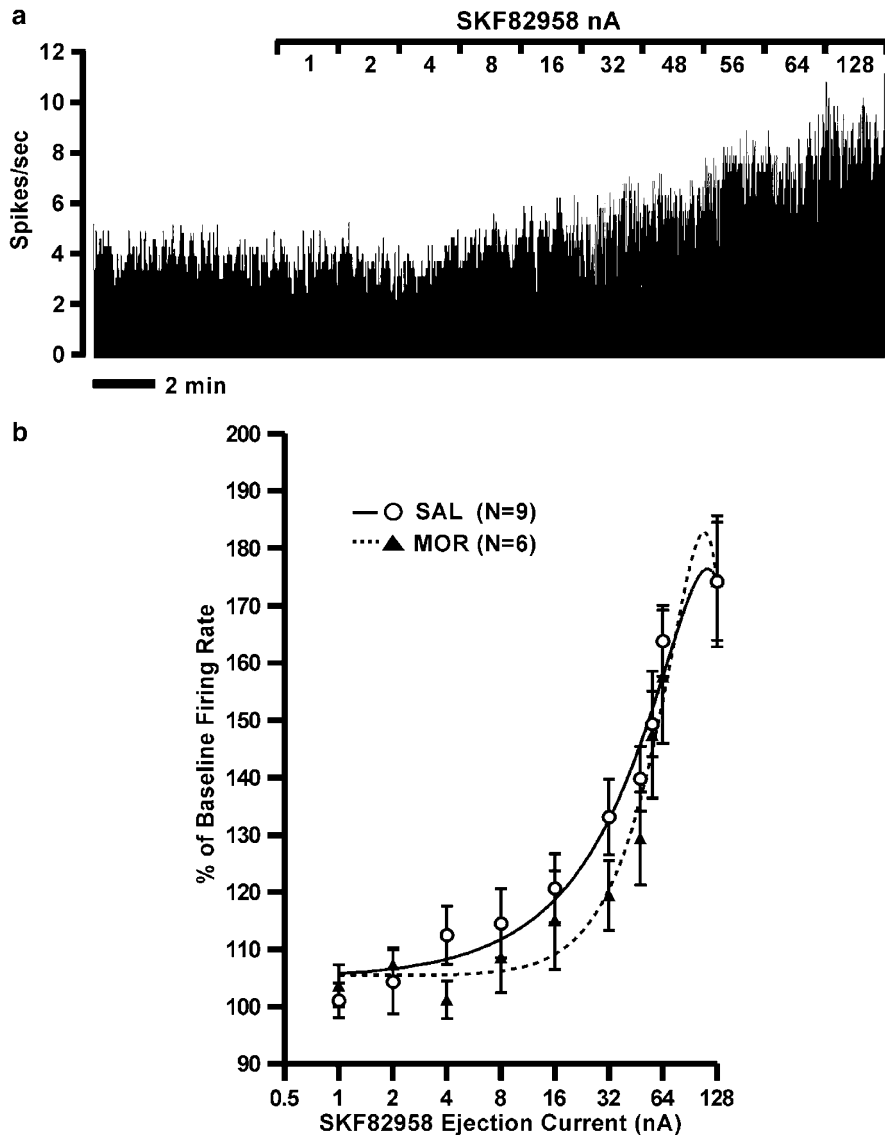 a
SKF82958 nA
1 2 4 8 16 32 48 56 64 128
12
10
8
6
4
2
0
Spikes/sec
2 min
b
200
190
180
170
160
150
140
130
120
110
100
90
% of Baseline Firing Rate
SAL (N=9)
MOR (N=6)
0.5 1 2 4 8 16 32 64 128
SKF82958 Ejection Current (nA)